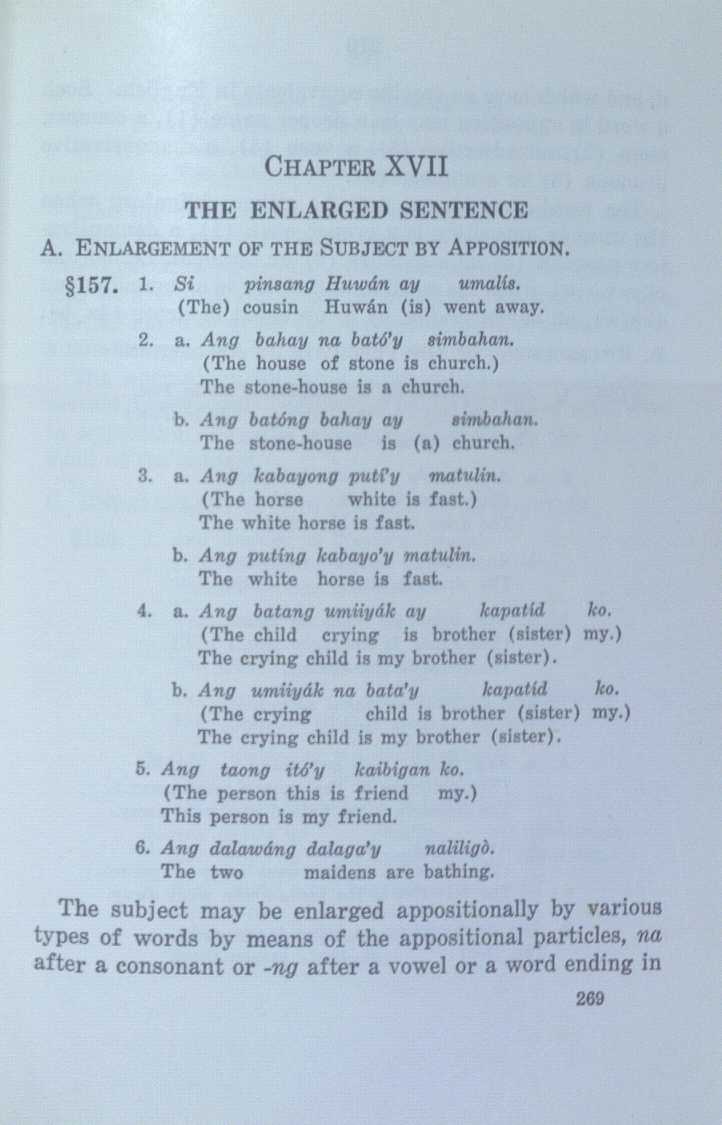 CHAPTER XVII
THE ENLARGED SENTENCE
A. ENLARGEMENT OF THE SUBJECT BY APPOSITION.
§157. 1. Si pinsang Huwán ay umalís.
(The) cousin Huwán (is) went away.
2. a. Ang bahay na bató'y simbahan.
(The house of stone is church.)
The stone-house is a church.
b. Ang batóng bahay ay simbahan.
The stone-house is (a) church.
3. a. Ang kabayong putí'y matulin.
(The horse white is fast.)
The white horse is fast.
b. Ang puting kabayo'y matulin.
The white horse is fast.
4. a. Ang batang umiiyák ay kapatíd ko.
(The child crying is brother (sister) my.)
The crying child is my brother (sister).
b. Ang umiiyák na bata'y kapatíd ko.
(The crying child is brother (sister) my.)
The crying child is my brother (sister).
5. Ang taong itó'y kaibigan ko.
(The person this is friend my.)
This person is my friend.
6. Ang dalawáng dalaga'y naliligò.
The two maidens are bathing.
The subject may be enlarged appositionally by various
types of words by means of the appositional particles, na
after a consonant or -ng after a vowel or a word ending in
269